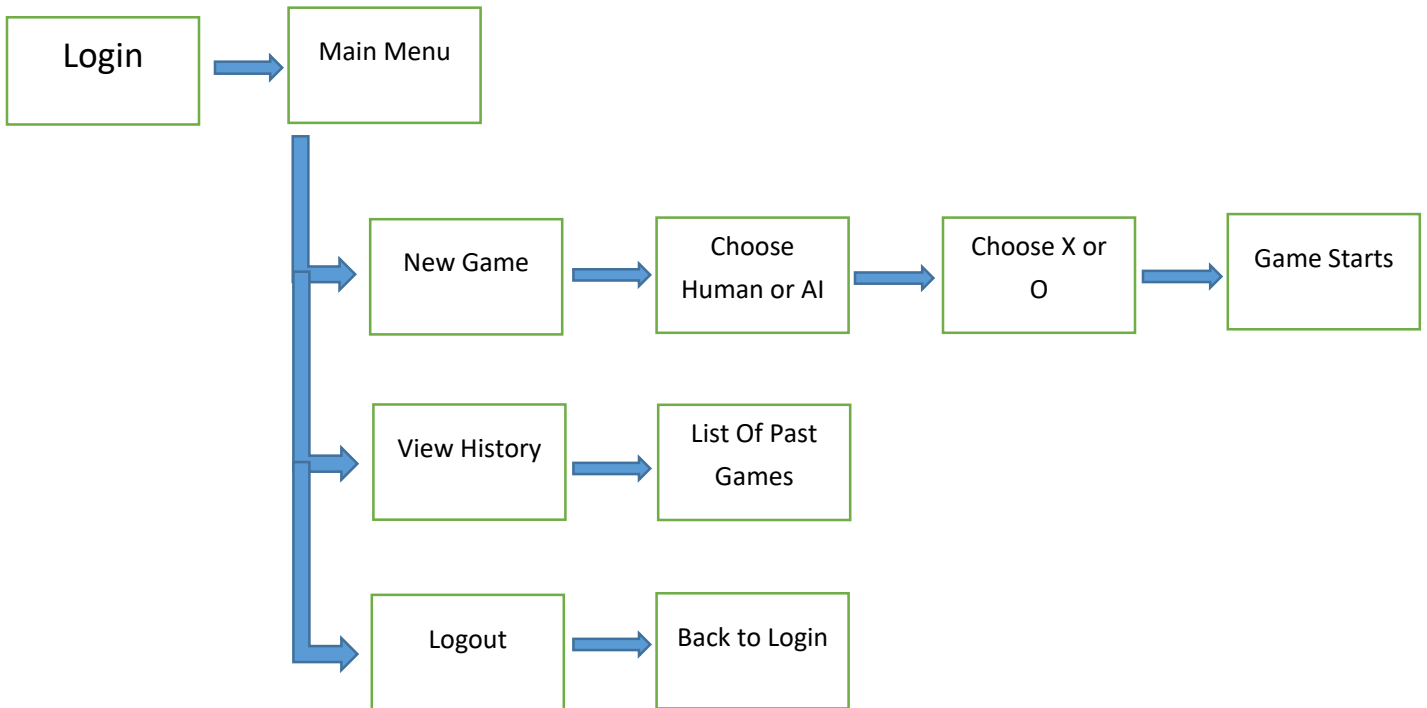 Login
Main Menu
New Game
Choose
Human or AI
Choose X or
O
Game Starts
View History
List Of Past
Games
Logout
Back to Login